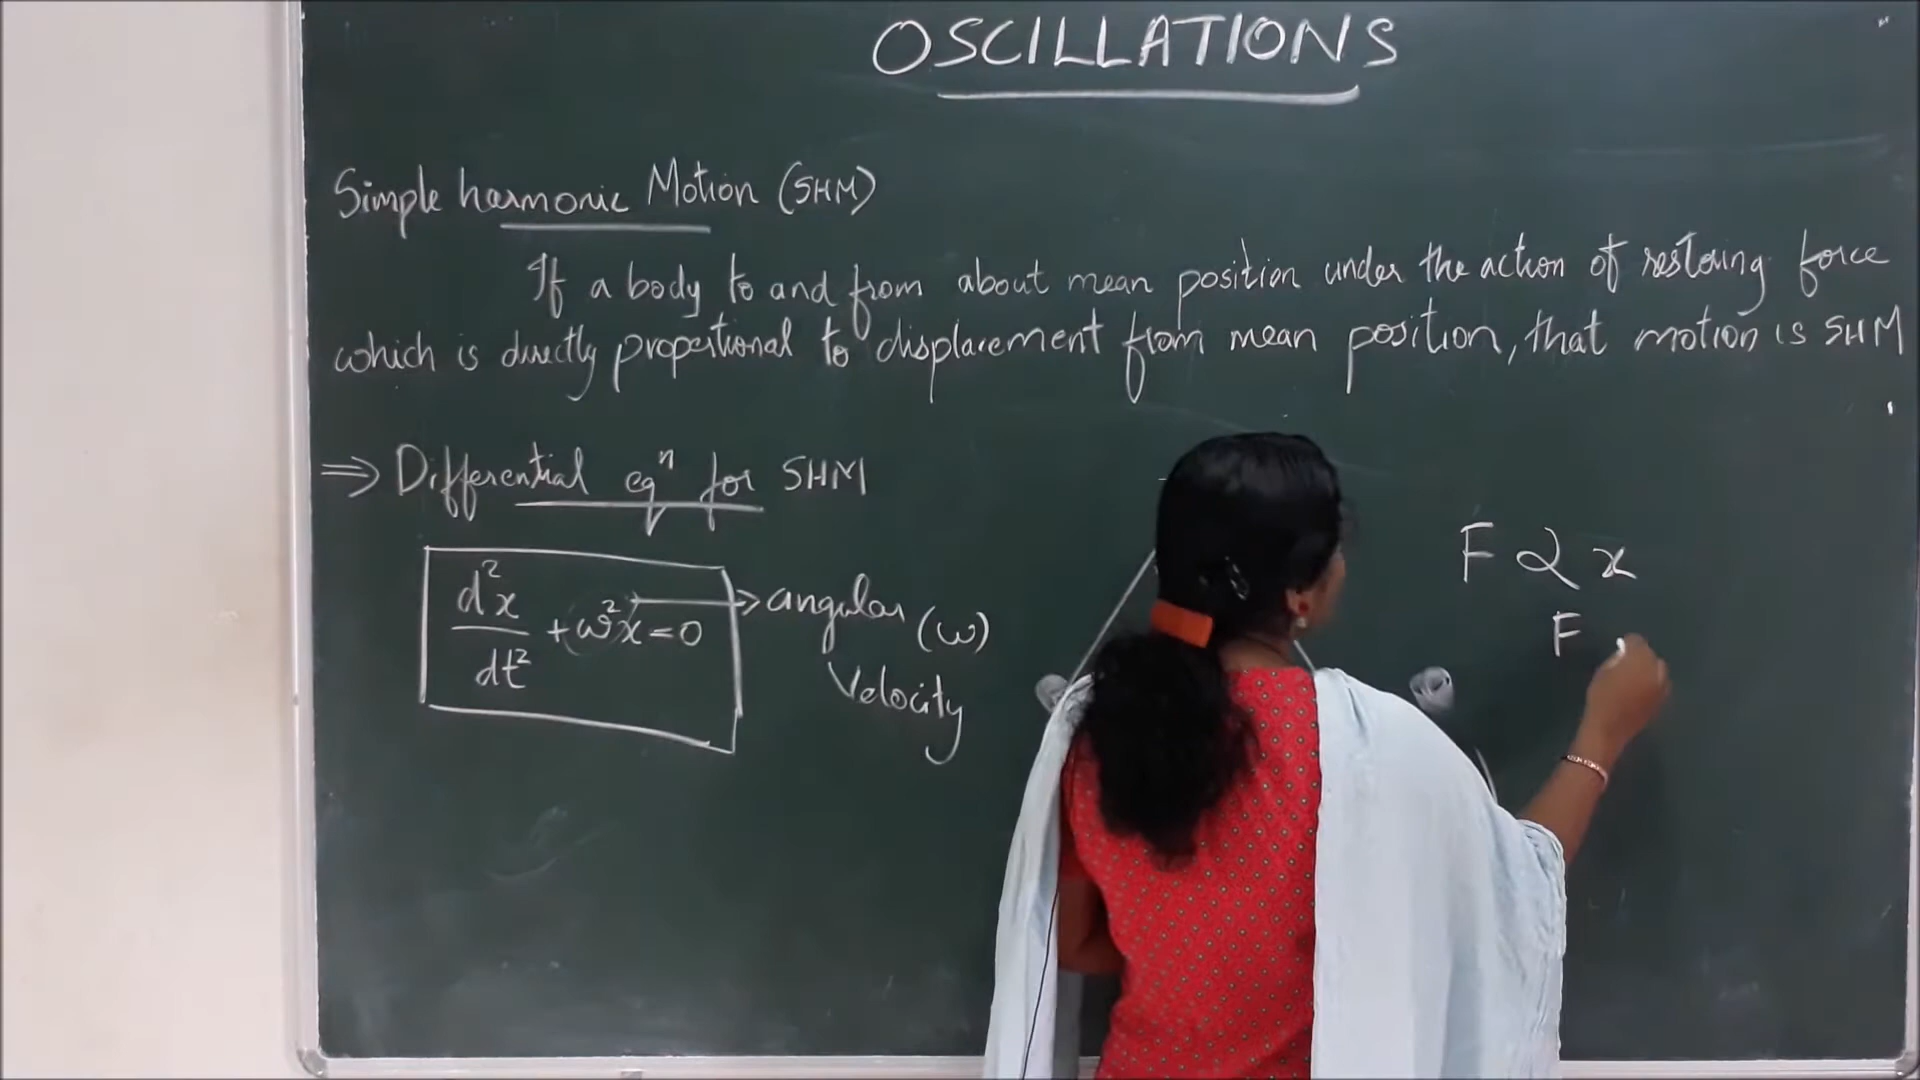 OSCILLATIONS
Simple harmonic Motion (SHM)
If a body to and from about mean position under the action of restoring force
which is directly proportional to displacement from mean position, that motion is SHM
⇒ Differential eqⁿ for SHM
d²x/dt² + ω²x = 0 → angular (ω)
Velocity
F α x
F